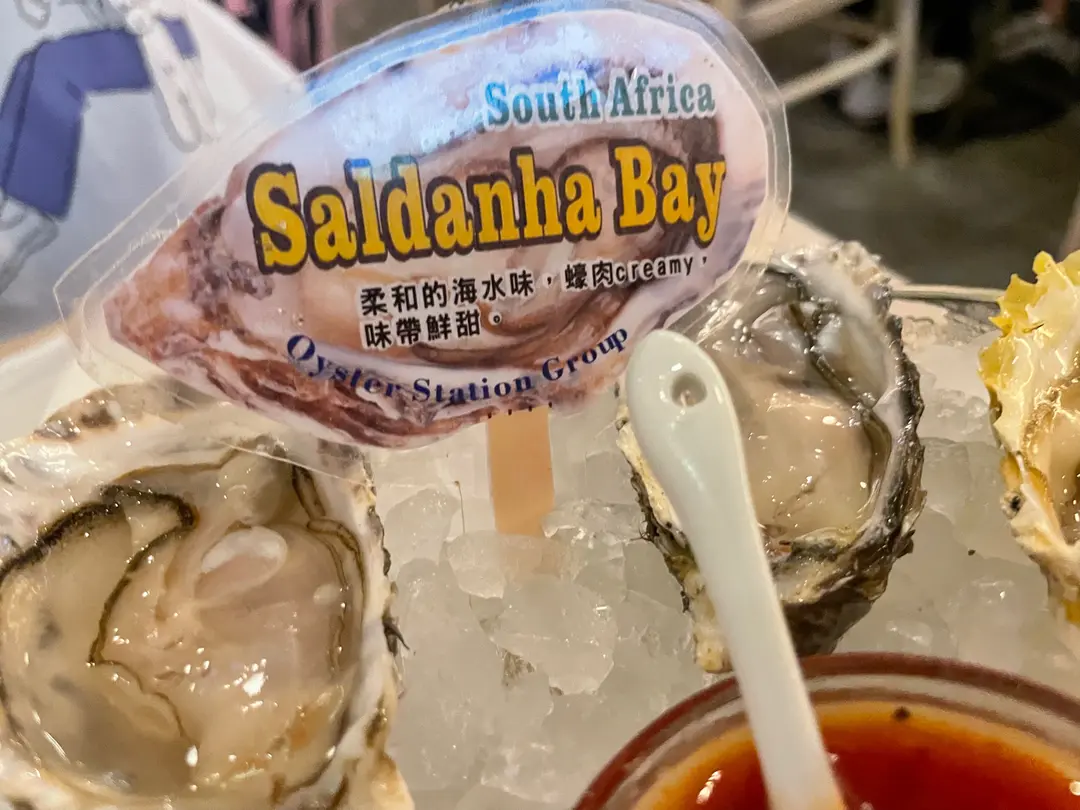 South Africa
Saldanha Bay
柔和的海水味，蠔肉creamy，
味帶鮮甜。
Oyster Station Group